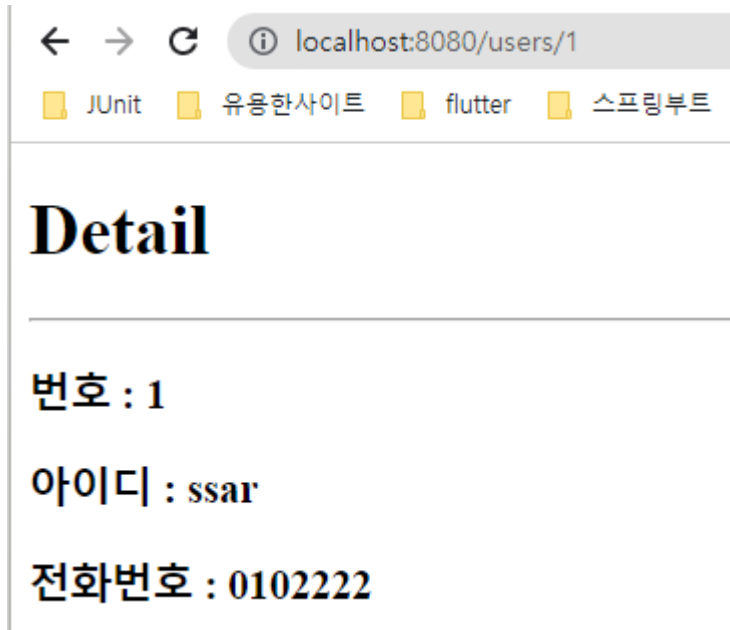 localhost:8080/users/1
JUnit 유용한사이트 flutter 스프링부트
Detail
번호 : 1
아이디 : ssar
전화번호 : 0102222